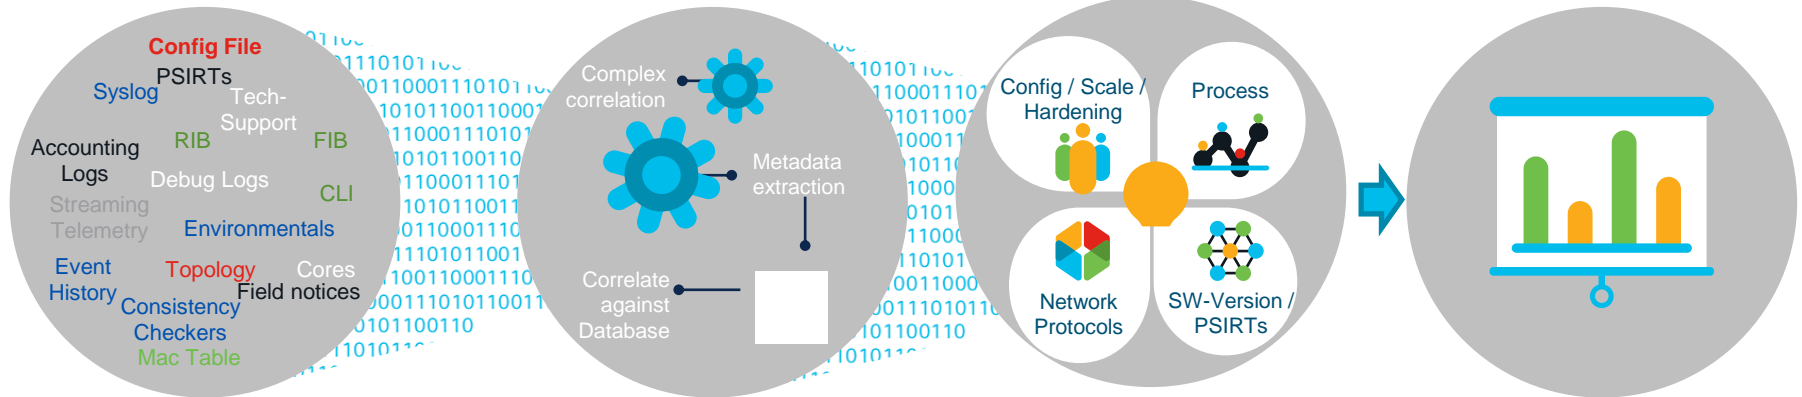 Config File
PSIRTs
Syslog
Tech-
Support
RIB
FIB
Accounting
Logs
Debug Logs
CLI
Streaming
Telemetry
Environmentals
Event
History
Topology
Cores
Field notices
Consistency
Checkers
Mac Table
Complex
correlation
Metadata
extraction
Correlate
against
Database
Config / Scale /
Hardening
Process
Network
Protocols
SW-Version /
PSIRTs